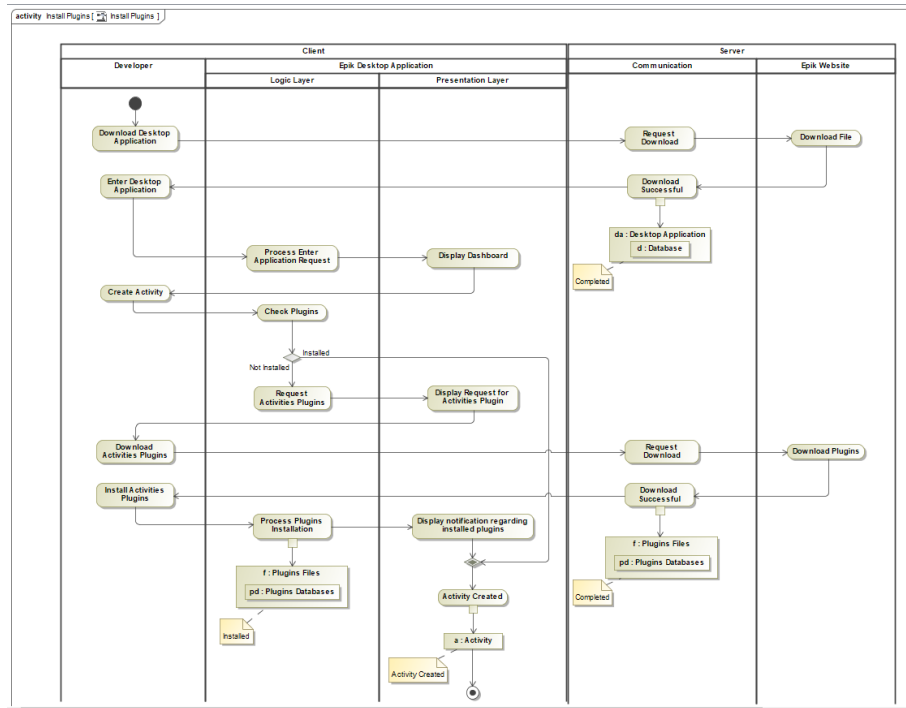 activity Install Plugins [ Install Plugins ]
Client
Server
Developer
Epik Desktop Application
Communication
Epik Website
Logic Layer
Presentation Layer
Download Desktop
Application
Request
Download
Download File
Enter Desktop
Application
Download
Successful
da : Desktop Application
d : Database
Process Enter
Application Request
Display Dashboard
Completed
Create Activity
Check Plugins
Installed
Not Installed
Request
Activities Plugins
Display Request for
Activities Plugin
Download
Activities Plugins
Request
Download
Download Plugins
Install Activities
Plugins
Download
Successful
Process Plugins
Installation
Display notification regarding
installed plugins
f : Plugins Files
pd : Plugins Databases
f : Plugins Files
pd : Plugins Databases
Completed
Activity Created
Installed
a : Activity
Activity Created